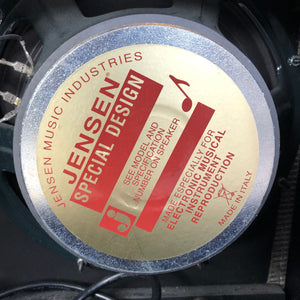 JENSEN MUSIC INDUSTRIES
JENSEN®
SPECIAL DESIGN
SEE MODEL AND
SPECIFICATION
NUMBER ON SPEAKER
MADE ESPECIALLY FOR
ELECTRONIC MUSICAL
INSTRUMENT
REPRODUCTION
MADE IN ITALY